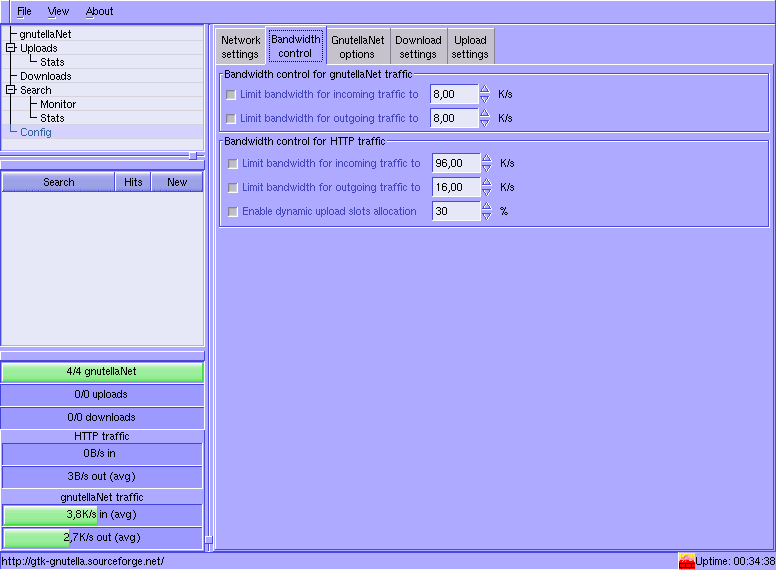 File View About
gnutellaNet
Uploads
Stats
Downloads
Search
Monitor
Stats
Config
Search Hits New
4/4 gnutellaNet
0/0 uploads
0/0 downloads
HTTP traffic
0B/s in
3B/s out (avg)
gnutellaNet traffic
3,8K/s in (avg)
2,7K/s out (avg)
Network settings
Bandwidth control
GnutellaNet options
Download settings
Upload settings
Bandwidth control for gnutellaNet traffic
Limit bandwidth for incoming traffic to 8,00 K/s
Limit bandwidth for outgoing traffic to 8,00 K/s
Bandwidth control for HTTP traffic
Limit bandwidth for incoming traffic to 96,00 K/s
Limit bandwidth for outgoing traffic to 16,00 K/s
Enable dynamic upload slots allocation 30 %
http://gtk-gnutella.sourceforge.net/ Uptime: 00:34:38